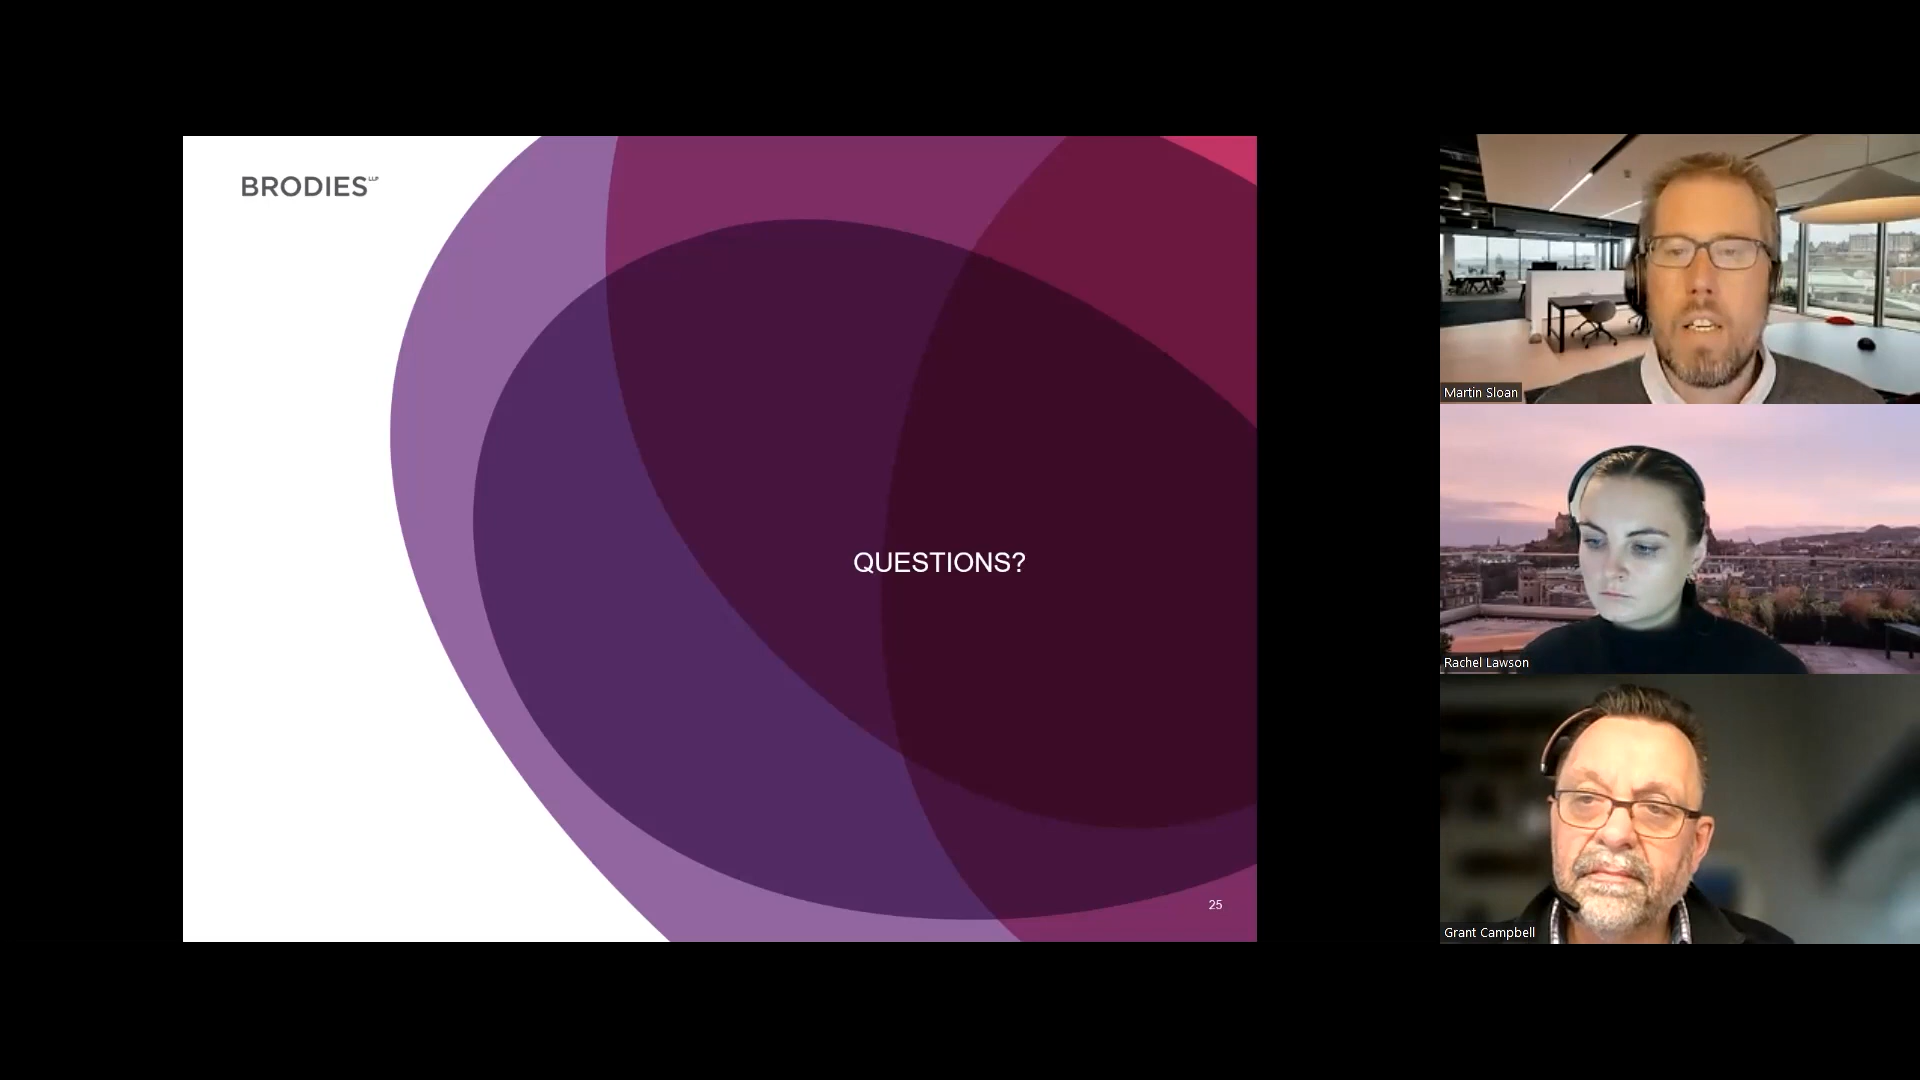 BRODIES LLP
QUESTIONS?
25
Martin Sloan
Rachel Lawson
Grant Campbell